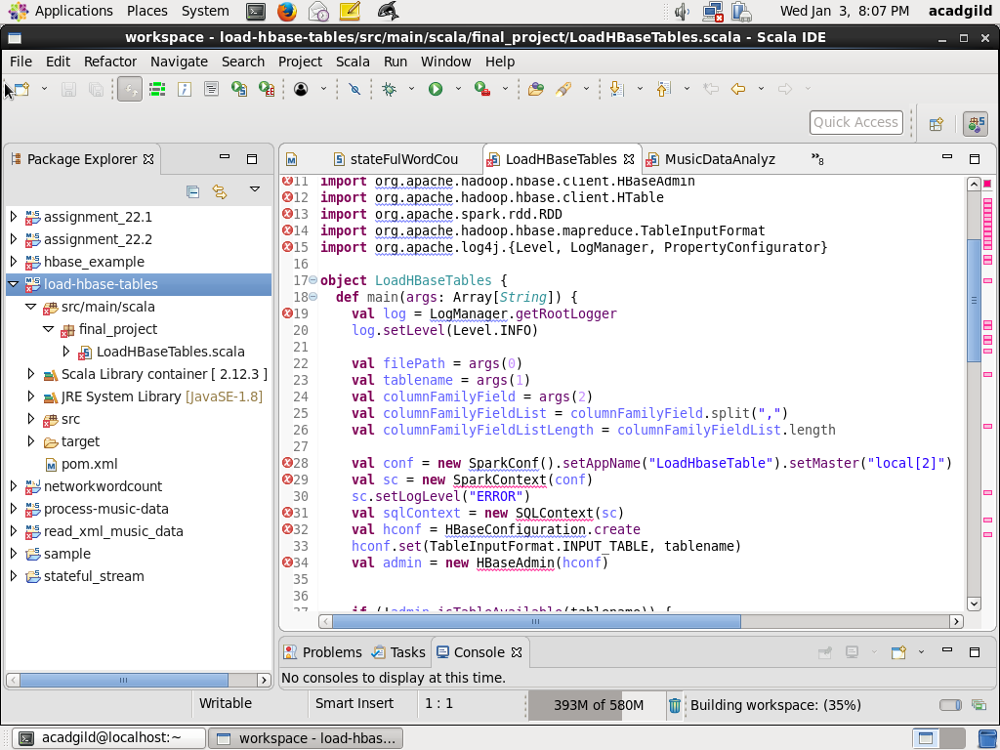 Applications Places System Wed Jan 3, 8:07 PM acadgild
workspace - load-hbase-tables/src/main/scala/final_project/LoadHBaseTables.scala - Scala IDE
File Edit Refactor Navigate Search Project Scala Run Window Help
Quick Access
Package Explorer
assignment_22.1
assignment_22.2
hbase_example
load-hbase-tables
src/main/scala
final_project
LoadHBaseTables.scala
Scala Library container [ 2.12.3 ]
JRE System Library [JavaSE-1.8]
src
target
pom.xml
networkwordcount
process-music-data
read_xml_music_data
sample
stateful_stream
stateFulWordCou LoadHBaseTables MusicDataAnalyz »8
11 import org.apache.hadoop.hbase.client.HBaseAdmin
12 import org.apache.hadoop.hbase.client.HTable
13 import org.apache.spark.rdd.RDD
14 import org.apache.hadoop.hbase.mapreduce.TableInputFormat
15 import org.apache.log4j.{Level, LogManager, PropertyConfigurator}
16
17 object LoadHBaseTables {
18 def main(args: Array[String]) {
19 val log = LogManager.getRootLogger
20 log.setLevel(Level.INFO)
21
22 val filePath = args(0)
23 val tablename = args(1)
24 val columnFamilyField = args(2)
25 val columnFamilyFieldList = columnFamilyField.split(",")
26 val columnFamilyFieldListLength = columnFamilyFieldList.length
27
28 val conf = new SparkConf().setAppName("LoadHbaseTable").setMaster("local[2]")
29 val sc = new SparkContext(conf)
30 sc.setLogLevel("ERROR")
31 val sqlContext = new SQLContext(sc)
32 val hconf = HBaseConfiguration.create
33 hconf.set(TableInputFormat.INPUT_TABLE, tablename)
34 val admin = new HBaseAdmin(hconf)
35
36
37 if (!admin.isTableAvailable(tablename)) {
Problems Tasks Console
No consoles to display at this time.
Writable Smart Insert 1 : 1 393M of 580M Building workspace: (35%)
acadgild@localhost:~ workspace - load-hbas...